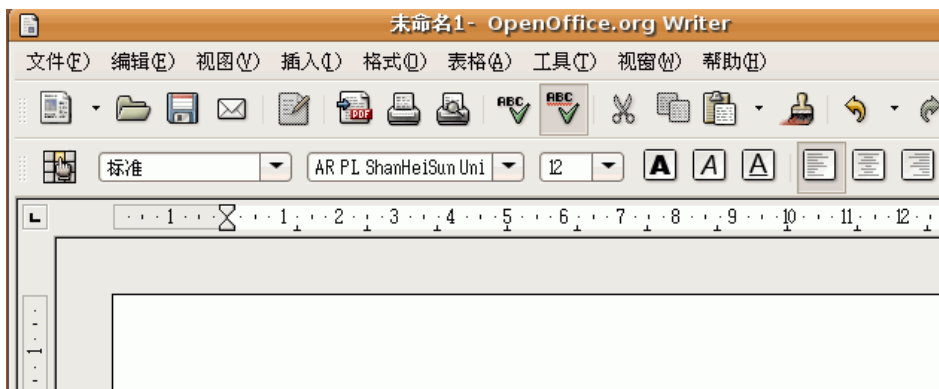 未命名1- OpenOffice.org Writer
文件(F) 编辑(E) 视图(V) 插入(I) 格式(O) 表格(A) 工具(T) 视窗(W) 帮助(H)
PDF ABC ABC
标准 AR PL ShanHeiSun Uni 12 A A A
1 1 2 3 4 5 6 7 8 9 10 11 12
1